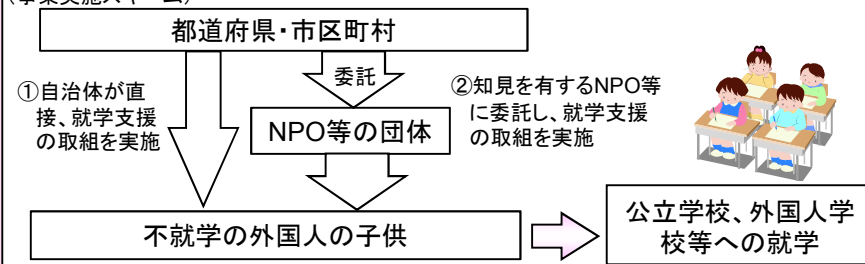 (事業実施スキーム)
都道府県・市区町村
委託
①自治体が直
接、就学支援
の取組を実施
②知見を有するNPO等
に委託し、就学支援
の取組を実施
NPO等の団体
不就学の外国人の子供
公立学校、外国人学
校等への就学